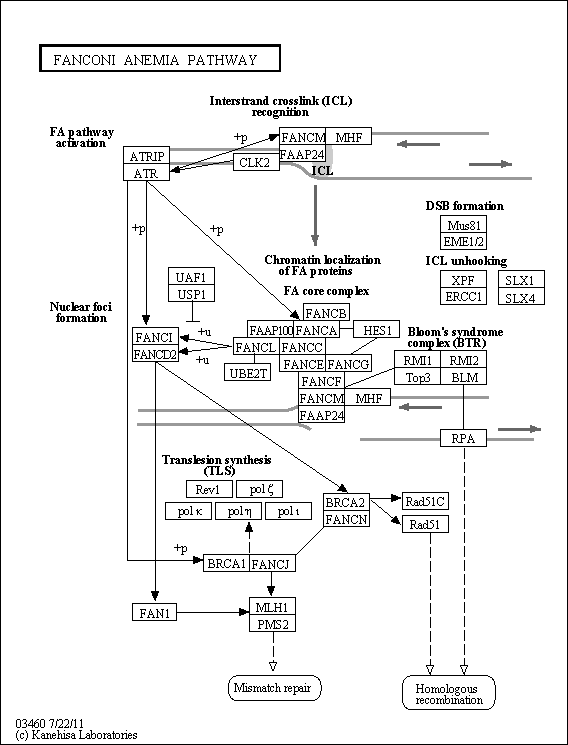 FANCONI ANEMIA PATHWAY
Interstrand crosslink (ICL)
recognition
FA pathway
activation
+p
FANCM
MHF
ATRIP
FAAP24
CLK2
ATR
ICL
DSB formation
Mus81
EME1/2
+p
+p
Chromatin localization
of FA proteins
ICL unhooking
XPF
SLX1
ERCC1
SLX4
UAF1
USP1
FA core complex
Nuclear foci
formation
FANCB
FAAP100
FANCA
HES1
Bloom's syndrome
complex (BTR)
FANCI
+u
FANCL
FANCC
FANCD2
+u
UBE2T
FANCE
FANCG
RMI1
RMI2
Top3
BLM
FANCF
FANCM
MHF
FAAP24
RPA
Translesion synthesis
(TLS)
Rev1
pol ζ
pol κ
pol η
pol ι
BRCA2
FANCN
Rad51C
Rad51
+p
BRCA1
FANCJ
FAN1
MLH1
PMS2
Mismatch repair
Homologous
recombination
03460 7/22/11
(c) Kanehisa Laboratories